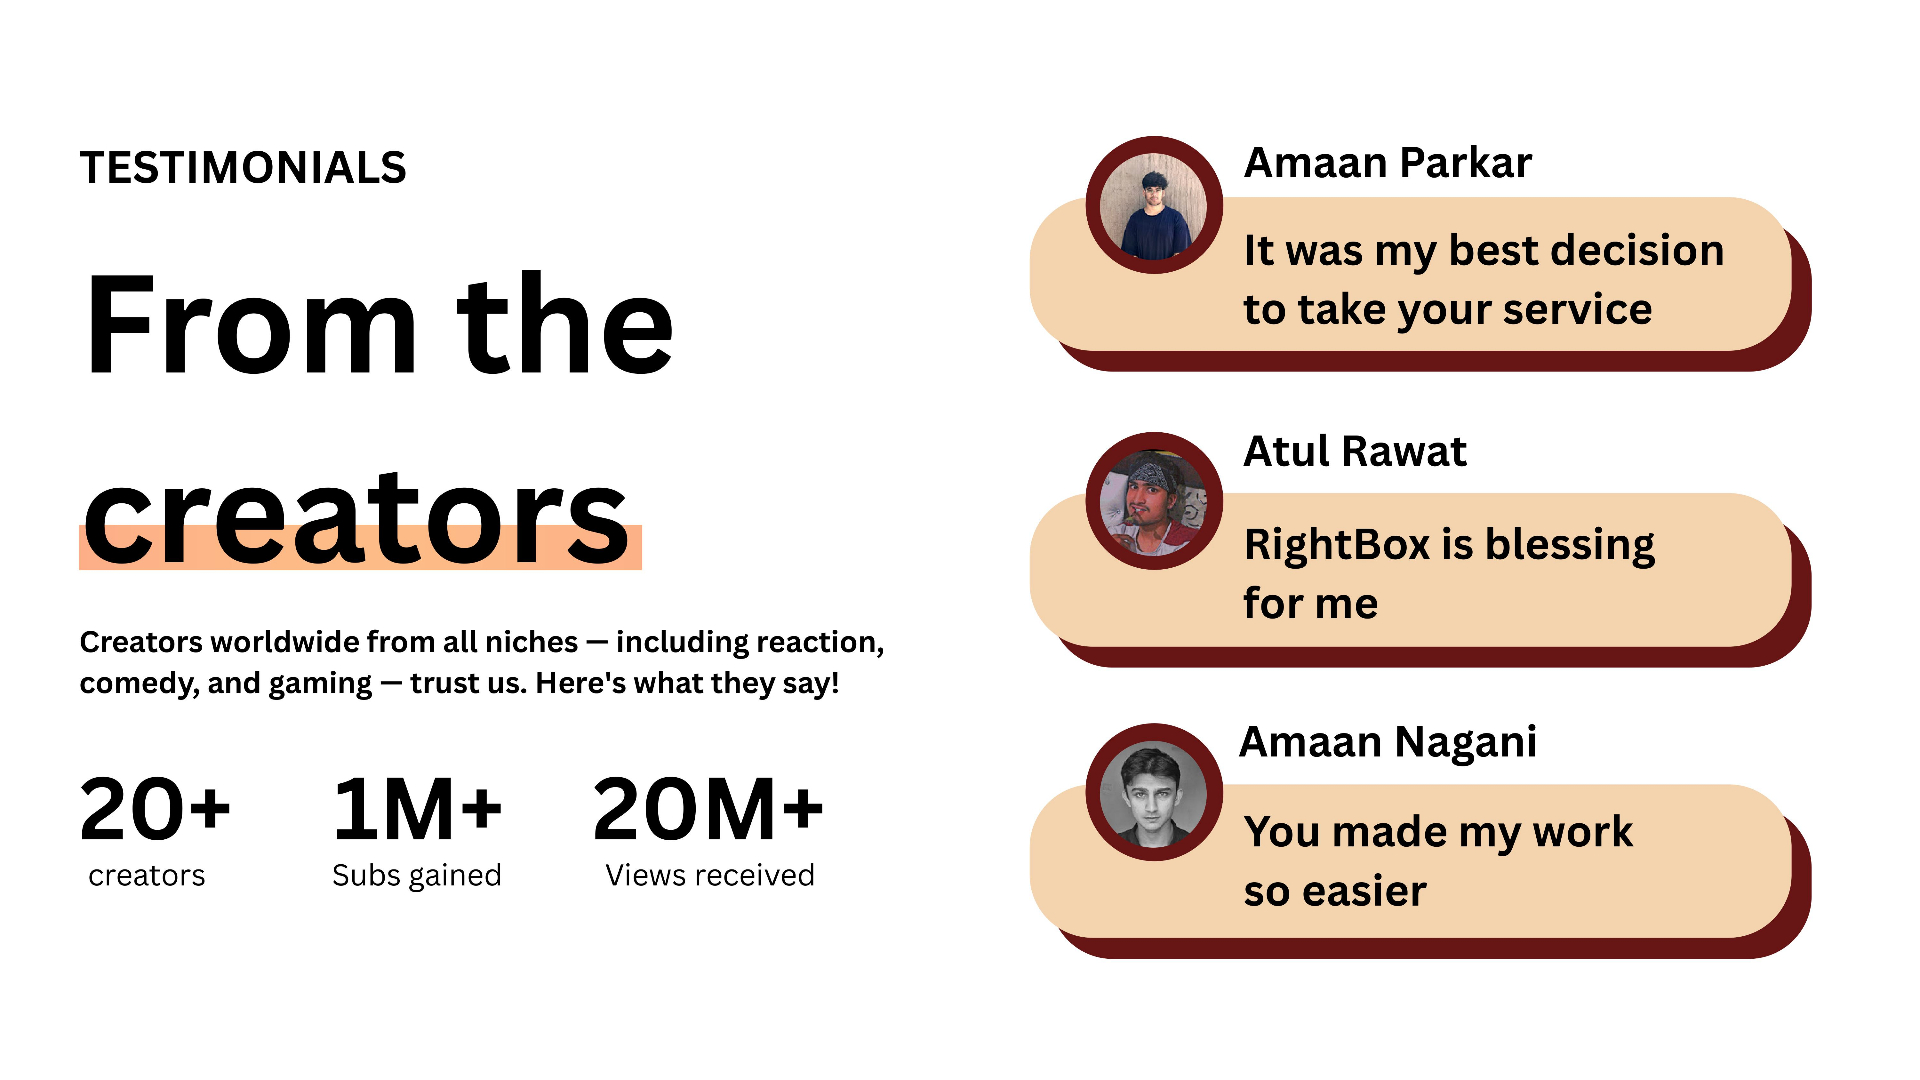 TESTIMONIALS
From the
creators
Creators worldwide from all niches — including reaction,
comedy, and gaming — trust us. Here's what they say!
20+
creators
1M+
Subs gained
20M+
Views received
Amaan Parkar
It was my best decision
to take your service
Atul Rawat
RightBox is blessing
for me
Amaan Nagani
You made my work
so easier